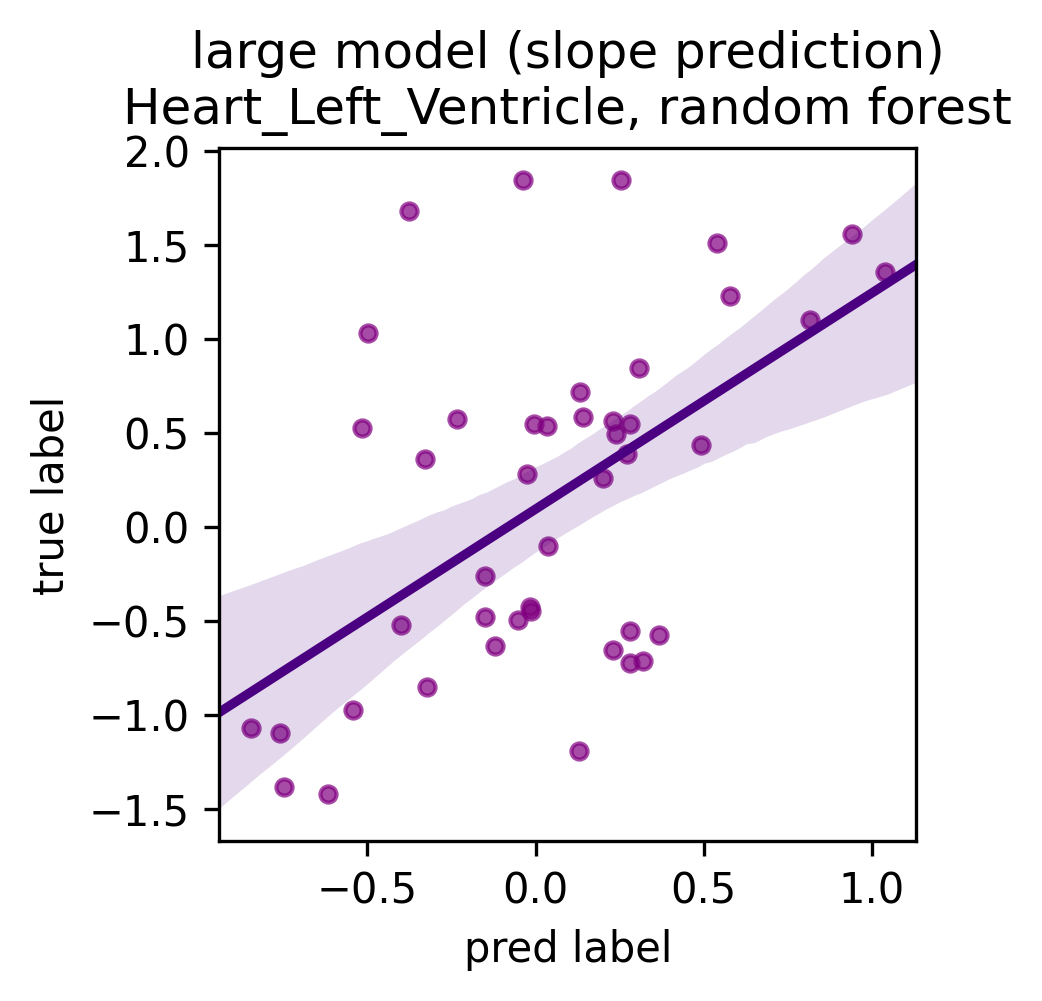 large model (slope prediction)
Heart_Left_Ventricle, random forest
2.0
1.5
1.0
0.5
0.0
−0.5
−1.0
−1.5
true label
−0.5 0.0 0.5 1.0
pred label